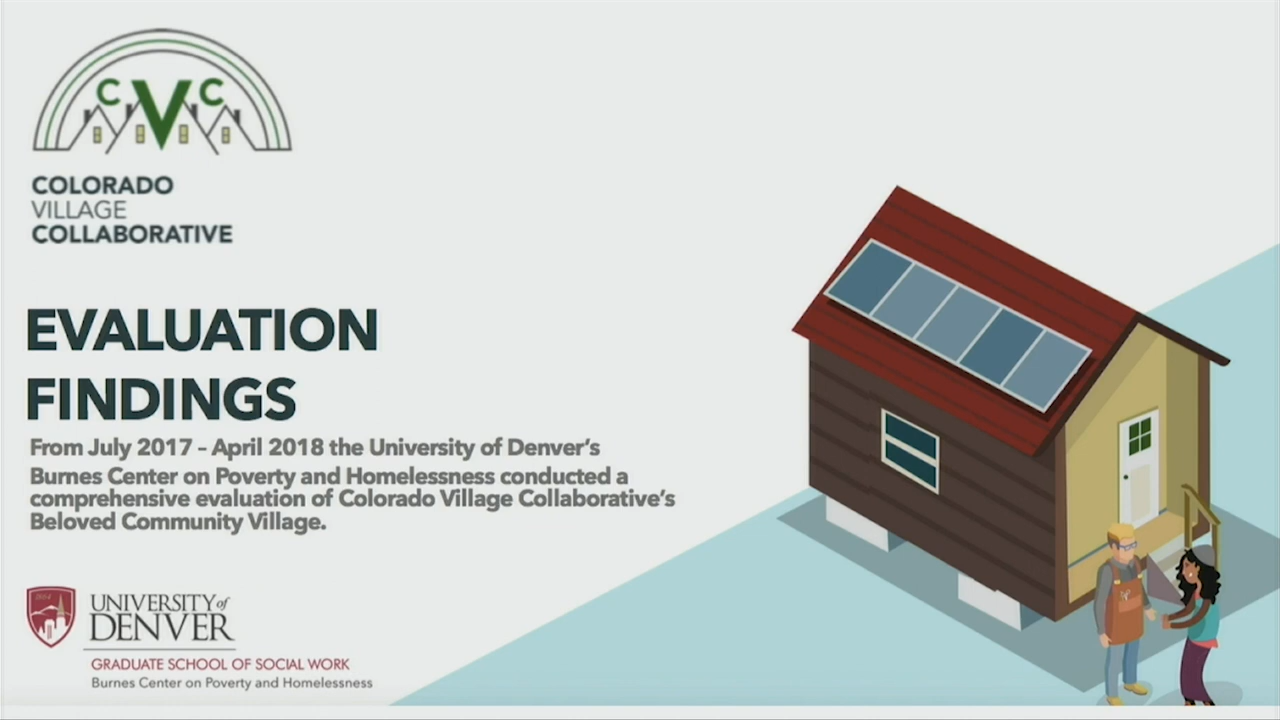 C V C
COLORADO
VILLAGE
COLLABORATIVE
EVALUATION
FINDINGS
From July 2017 – April 2018 the University of Denver's
Burnes Center on Poverty and Homelessness conducted a
comprehensive evaluation of Colorado Village Collaborative's
Beloved Community Village.
1864
UNIVERSITY of
DENVER
GRADUATE SCHOOL OF SOCIAL WORK
Burnes Center on Poverty and Homelessness